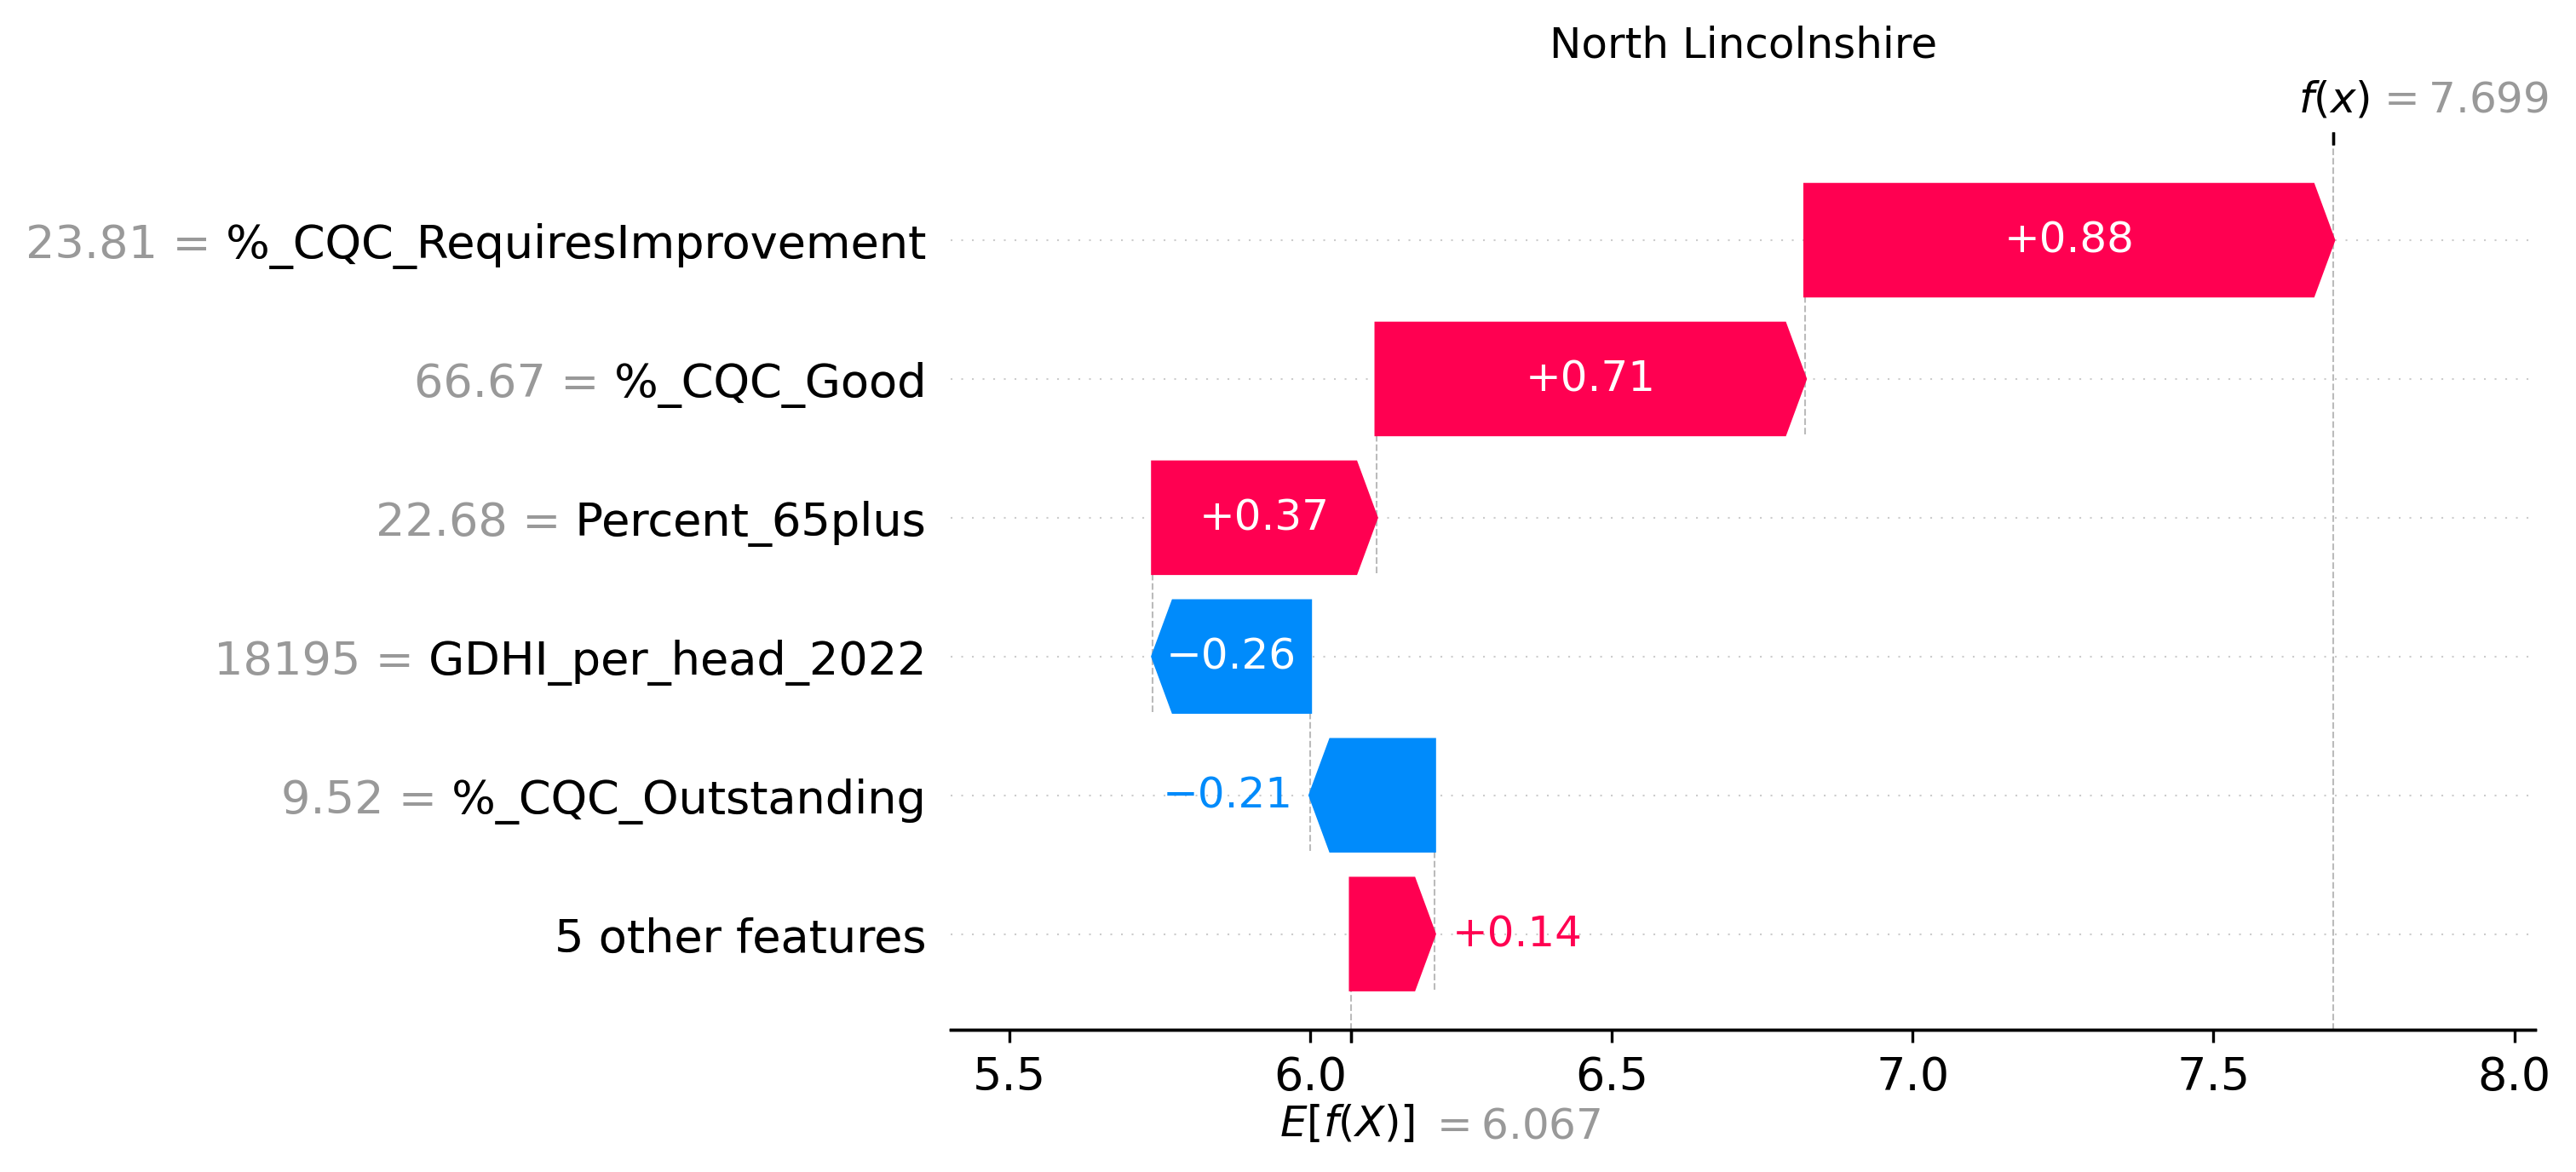 North Lincolnshire
f(x) = 7.699
23.81 = %_CQC_RequiresImprovement
+0.88
66.67 = %_CQC_Good
+0.71
22.68 = Percent_65plus
+0.37
18195 = GDHI_per_head_2022
−0.26
9.52 = %_CQC_Outstanding
−0.21
5 other features
+0.14
5.5 6.0 6.5 7.0 7.5 8.0
E[f(X)] = 6.067